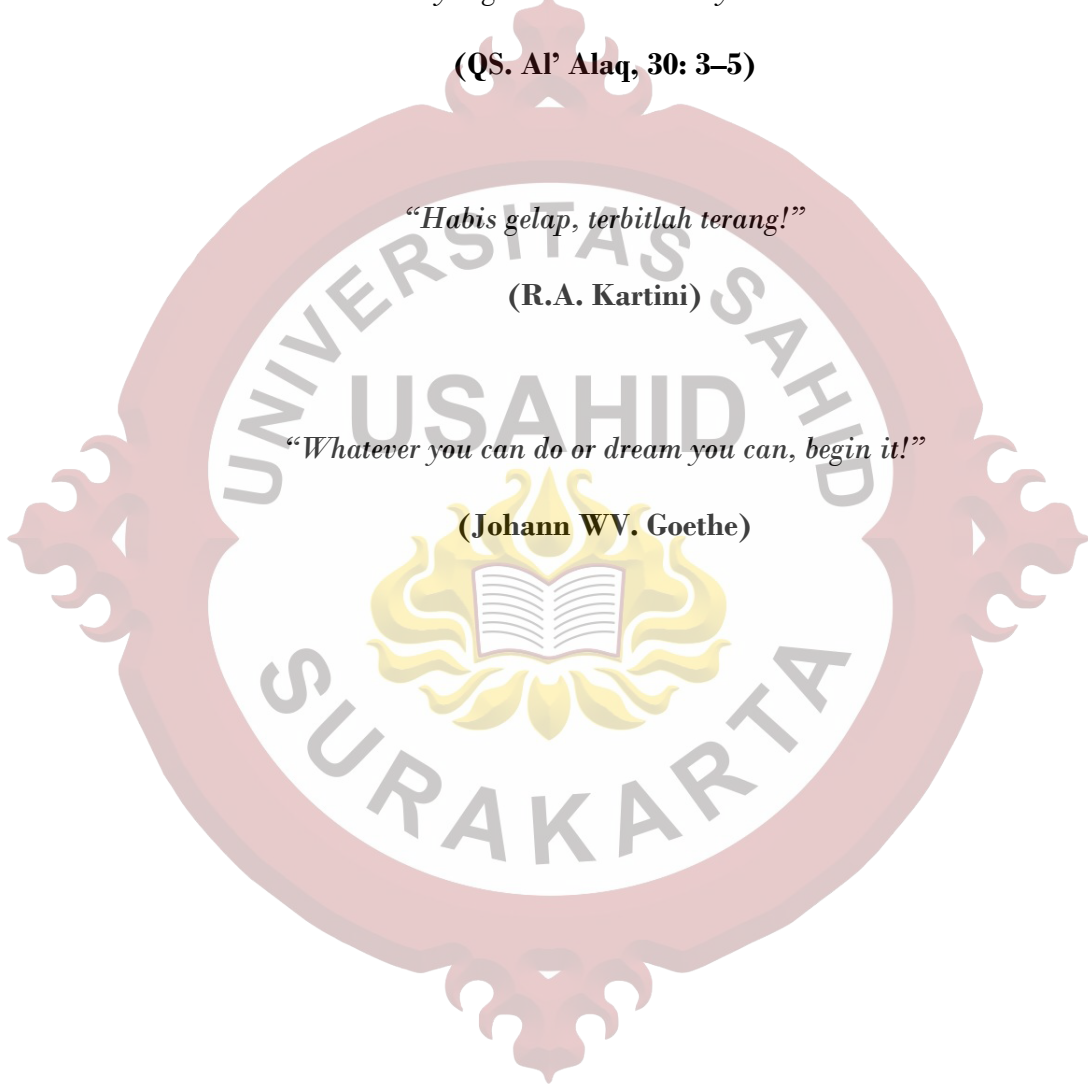 (QS. Al’ Alaq, 30: 3–5)
“Habis gelap, terbitlah terang!”
(R.A. Kartini)
UNIVERSITAS SAHID
USAHID
“Whatever you can do or dream you can, begin it!”
(Johann WV. Goethe)
SURAKARTA